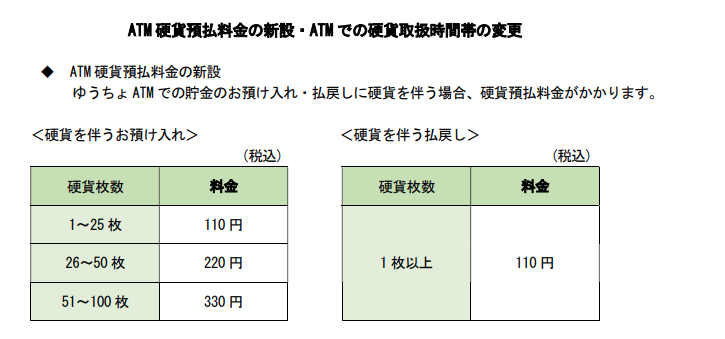 ATM 硬貨預払料金の新設・ATM での硬貨取扱時間帯の変更
◆ ATM 硬貨預払料金の新設
ゆうちょ ATM での貯金のお預け入れ・払戻しに硬貨を伴う場合、硬貨預払料金がかかります。
＜硬貨を伴うお預け入れ＞
（税込）
硬貨枚数 料金
1～25 枚 110 円
26～50 枚 220 円
51～100 枚 330 円
＜硬貨を伴う払戻し＞
（税込）
硬貨枚数 料金
1 枚以上 110 円